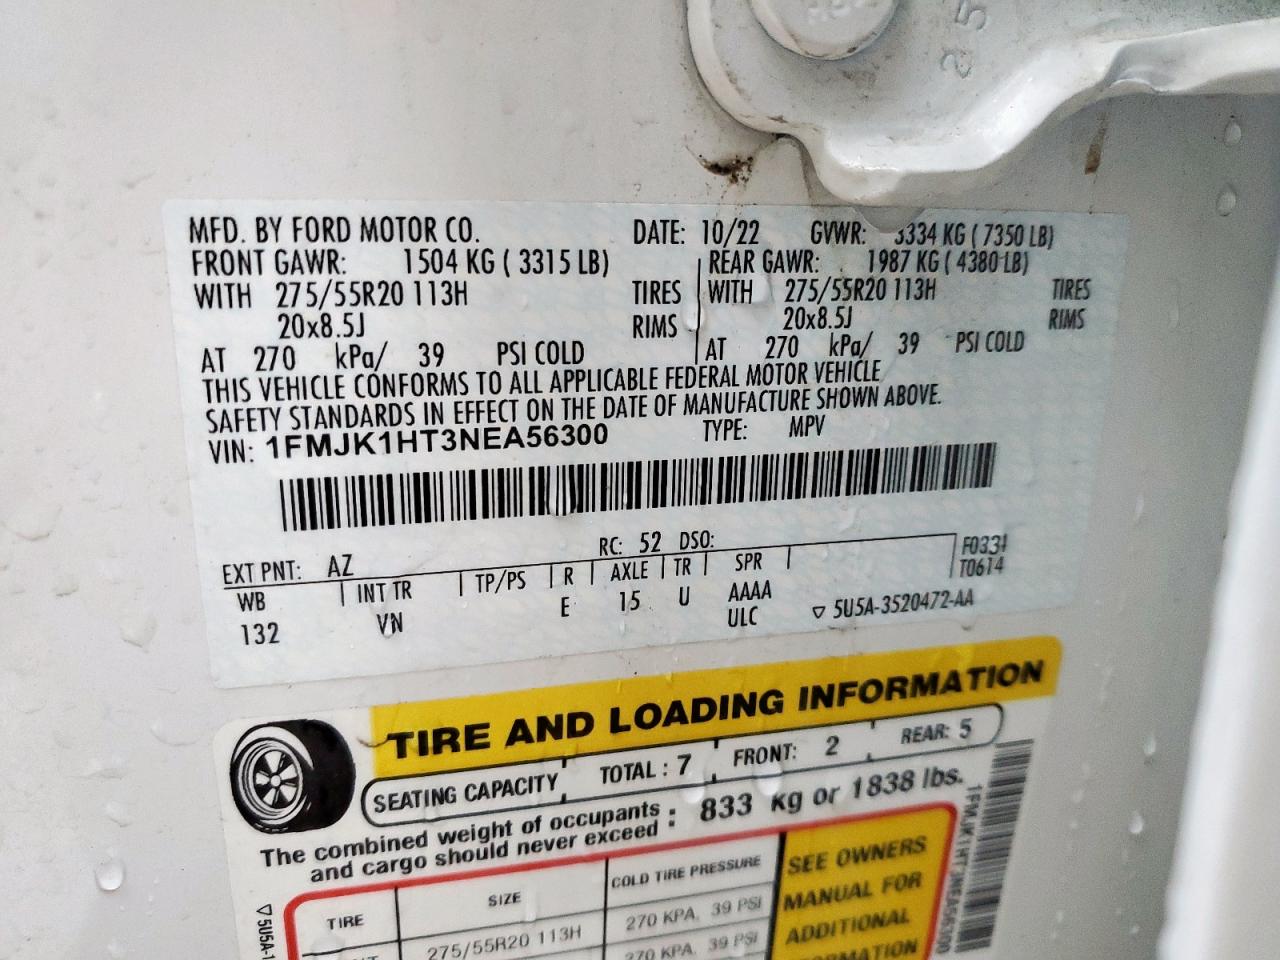 25
MFD. BY FORD MOTOR CO. DATE: 10/22 GVWR: 3334 KG ( 7350 LB)
FRONT GAWR: 1504 KG ( 3315 LB) REAR GAWR: 1987 KG ( 4380 LB)
WITH 275/55R20 113H TIRES WITH 275/55R20 113H TIRES
20x8.5J RIMS 20x8.5J RIMS
AT 270 kPa/ 39 PSI COLD AT 270 kPa/ 39 PSI COLD
THIS VEHICLE CONFORMS TO ALL APPLICABLE FEDERAL MOTOR VEHICLE
SAFETY STANDARDS IN EFFECT ON THE DATE OF MANUFACTURE SHOWN ABOVE.
VIN: 1FMJK1HT3NEA56300 TYPE: MPV
EXT PNT: AZ RC: 52 DSO: F0331
WB INT TR TP/PS R AXLE TR SPR T0614
132 VN E 15 U AAAA
ULC ▽ 5U5A-3520472-AA
TIRE AND LOADING INFORMATION
SEATING CAPACITY TOTAL : 7 FRONT: 2 REAR: 5
The combined weight of occupants
and cargo should never exceed : 833 Kg or 1838 lbs.
TIRE SIZE COLD TIRE PRESSURE
275/55R20 113H 270 KPA, 39 PSI
270 KPA, 39 PSI
SEE OWNERS
MANUAL FOR
ADDITIONAL
1FMJK1HT3NEA56300
▽ 5U5A-